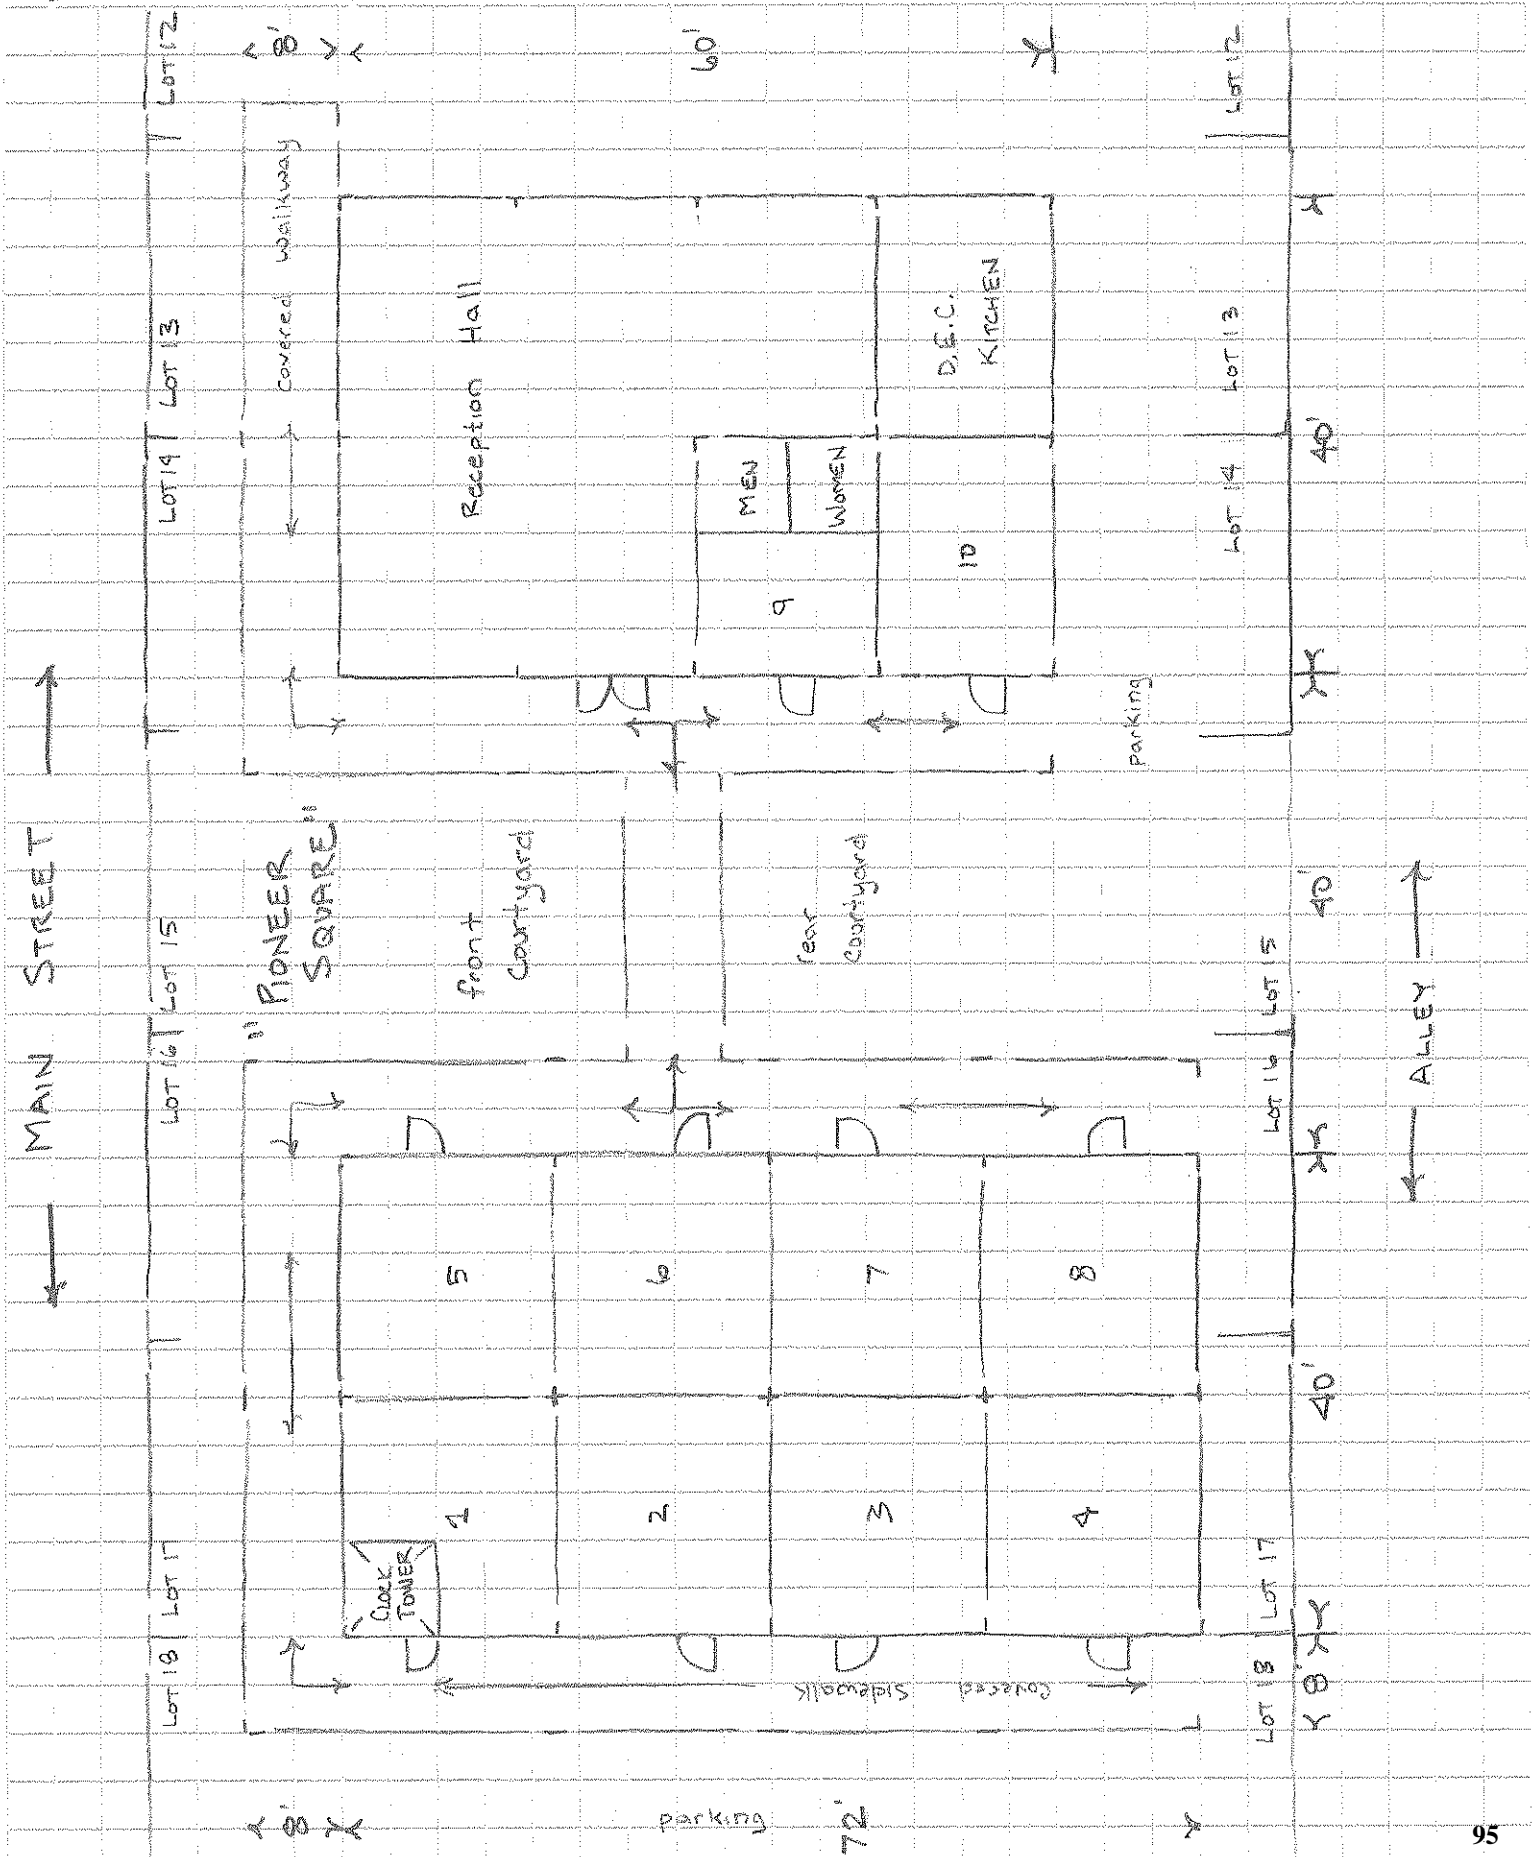 MAIN STREET
LOT 18
LOT 17
LOT 16
LOT 15
LOT 14
LOT 13
LOT 12
8'
Covered Walkway
"PIONEER
SQUARE"
8'
60'
front
Courtyard
rear
Courtyard
Reception Hall
MEN
WOMEN
9
10
D.E.C.
KITCHEN
CLOCK
TOWER
1
2
3
4
5
6
7
8
Covered Sidewalk
parking
72'
parking
LOT 18
LOT 17
LOT 16
LOT 15
LOT 14
LOT 13
LOT 12
8'
40'
40'
40'
ALLEY
95